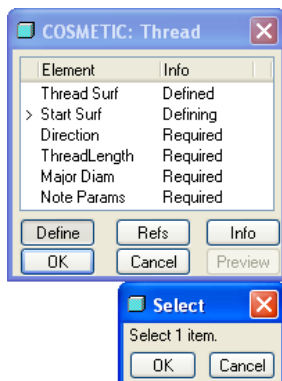 COSMETIC: Thread
Element Info
Thread Surf Defined
> Start Surf Defining
Direction Required
ThreadLength Required
Major Diam Required
Note Params Required
Define Refs Info
OK Cancel Preview
Select
Select 1 item.
OK Cancel